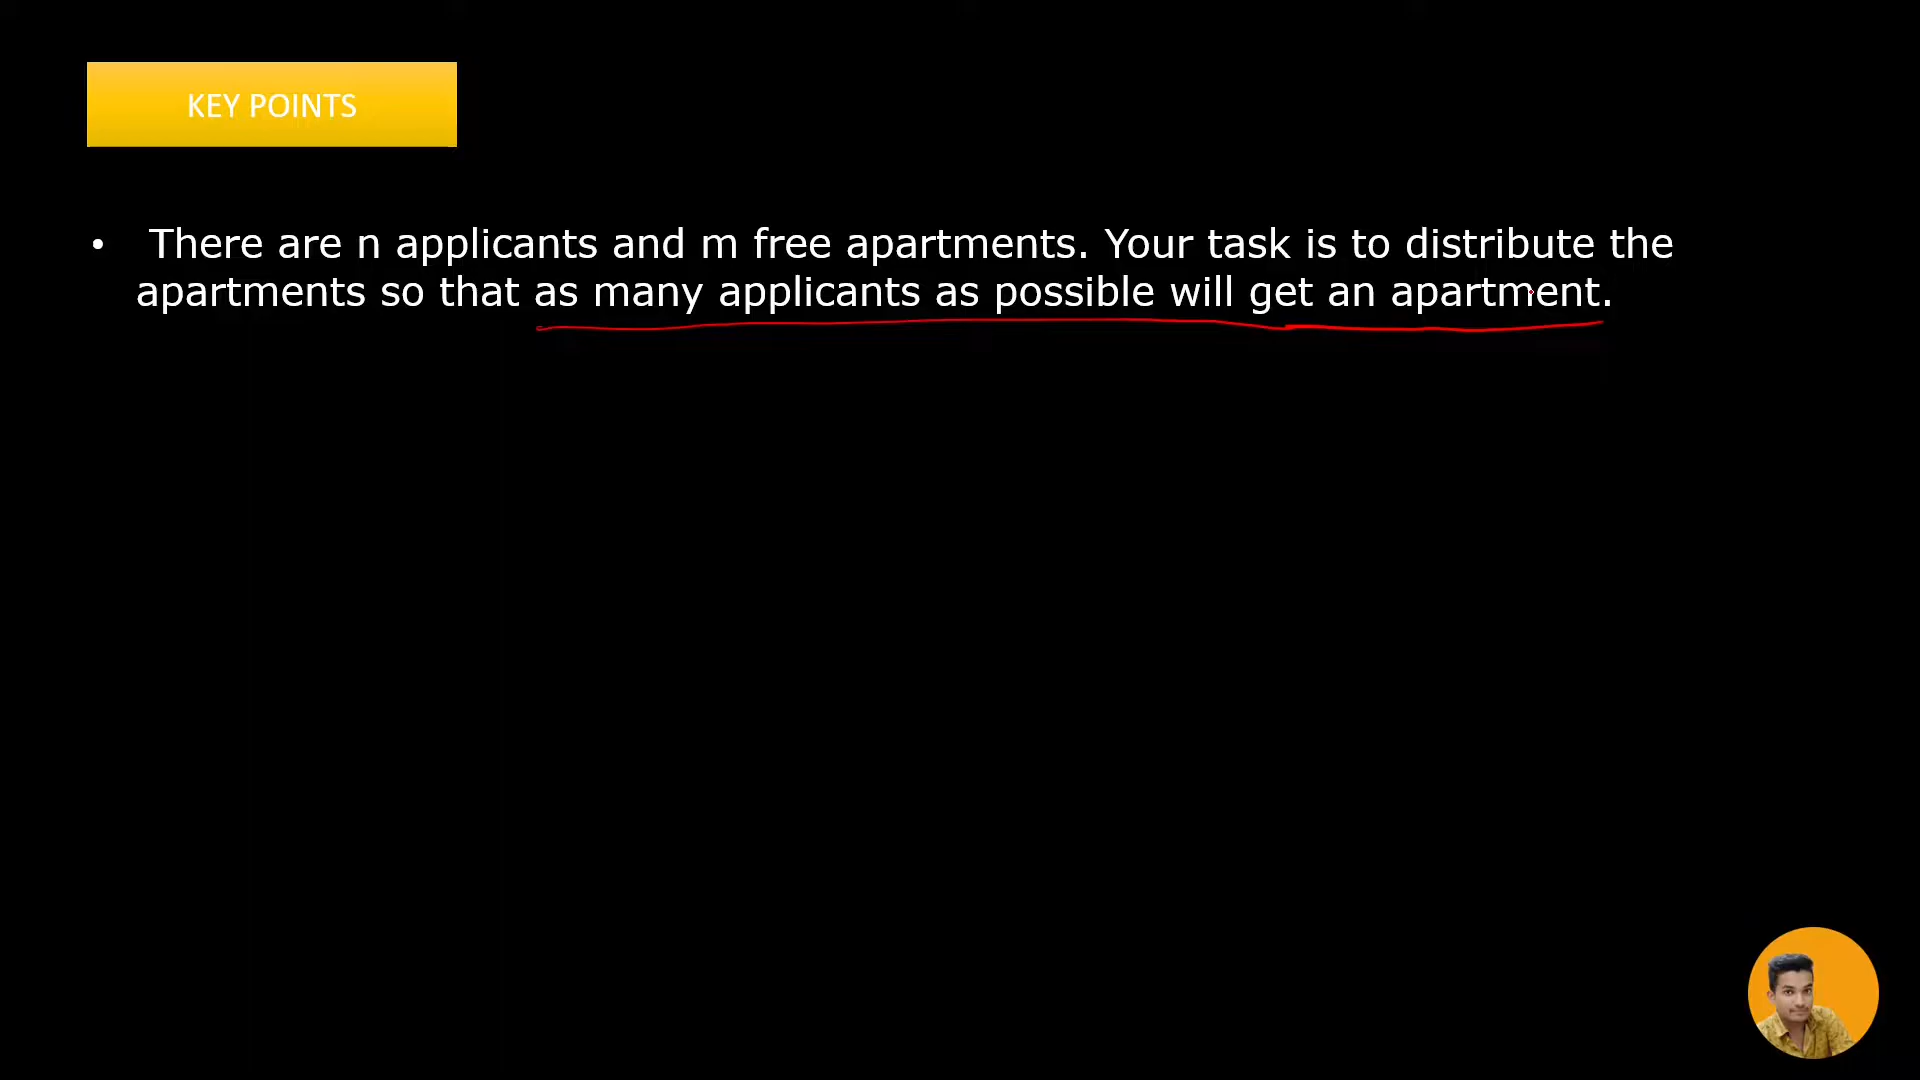 KEY POINTS
• There are n applicants and m free apartments. Your task is to distribute the
apartments so that as many applicants as possible will get an apartment.